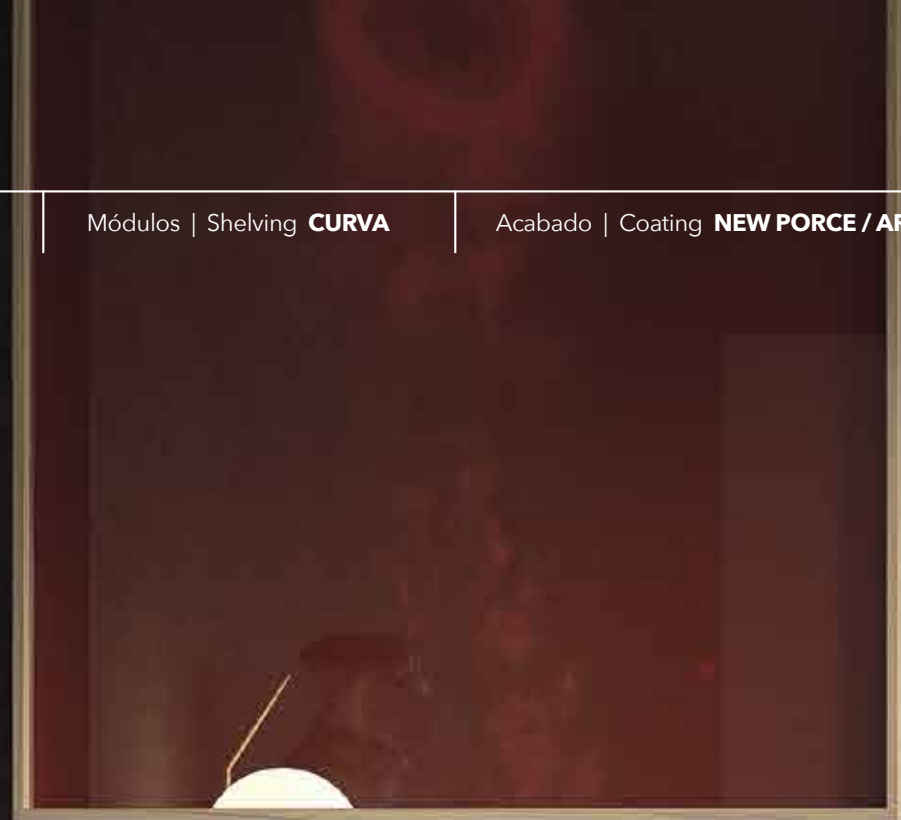 Módulos | Shelving CURVA
Acabado | Coating NEW PORCE /